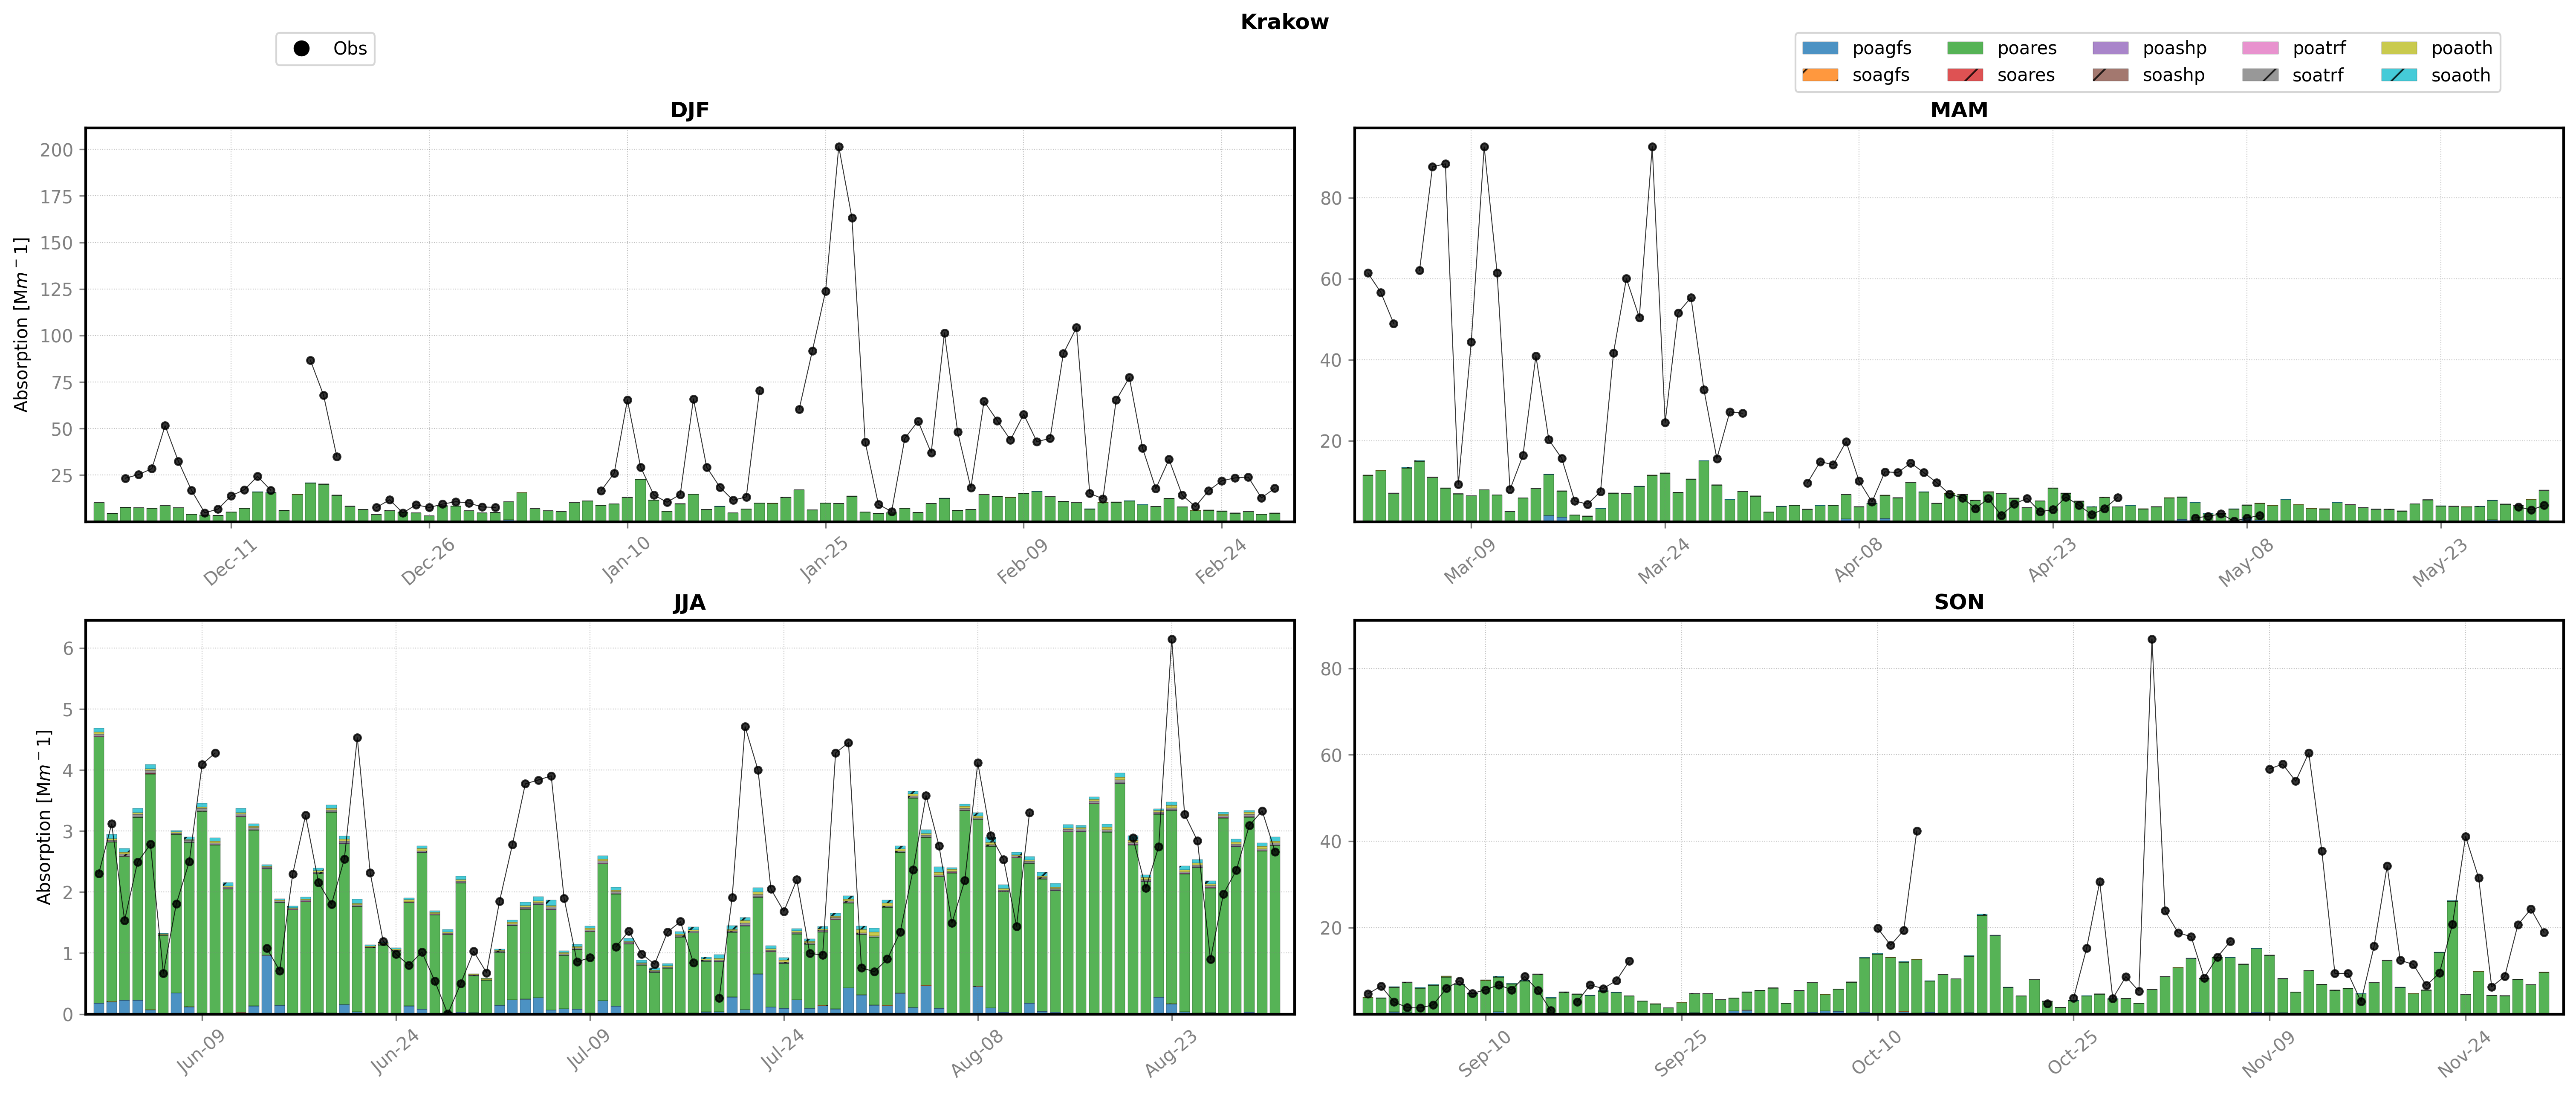 Krakow
Obs
poagfs poares poashp poatrf poaoth
soagfs soares soashp soatrf soaoth
DJF
Absorption [Mm−1]
200
175
150
125
100
75
50
25
Dec-11 Dec-26 Jan-10 Jan-25 Feb-09 Feb-24
MAM
80
60
40
20
Mar-09 Mar-24 Apr-08 Apr-23 May-08 May-23
JJA
Absorption [Mm−1]
6
5
4
3
2
1
0
Jun-09 Jun-24 Jul-09 Jul-24 Aug-08 Aug-23
SON
80
60
40
20
Sep-10 Sep-25 Oct-10 Oct-25 Nov-09 Nov-24